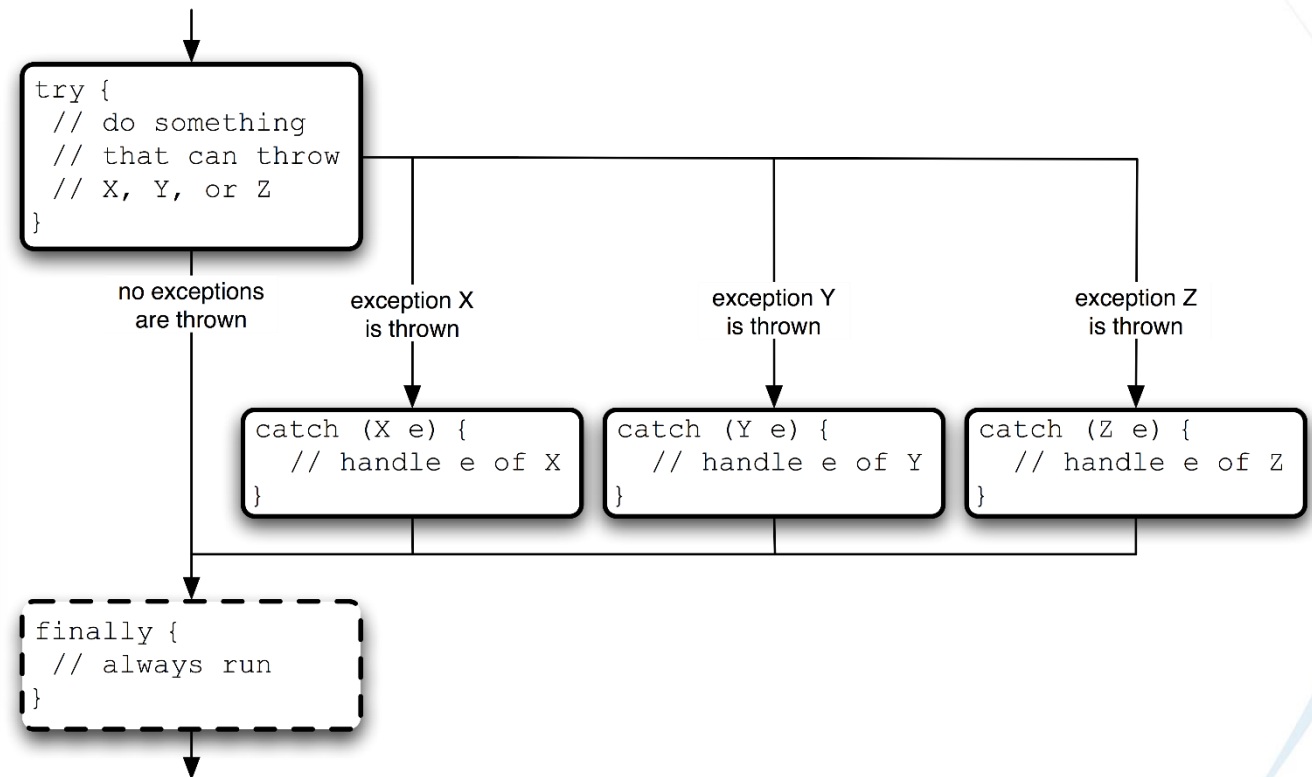 try {
// do something
// that can throw
// X, Y, or Z
}
no exceptions
are thrown
exception X
is thrown
exception Y
is thrown
exception Z
is thrown
catch (X e) {
// handle e of X
}
catch (Y e) {
// handle e of Y
}
catch (Z e) {
// handle e of Z
}
finally {
// always run
}